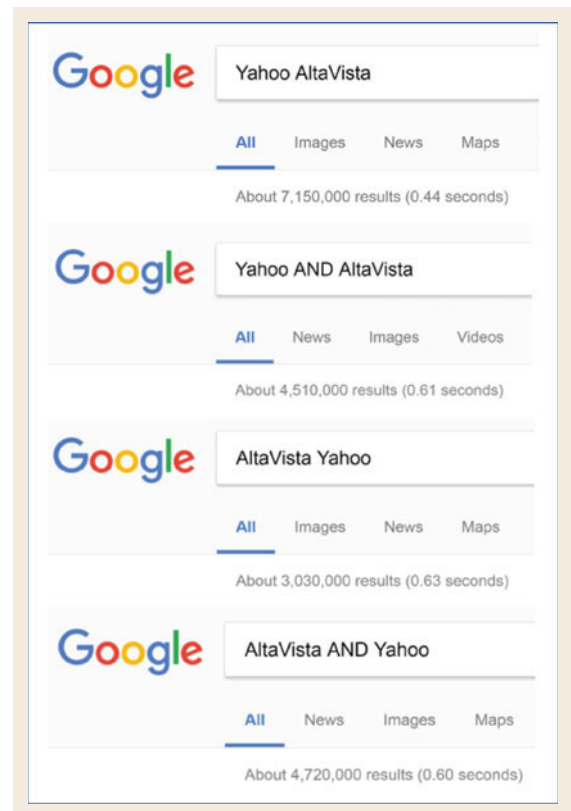 Google Yahoo AltaVista
All Images News Maps
About 7,150,000 results (0.44 seconds)
Google Yahoo AND AltaVista
All News Images Videos
About 4,510,000 results (0.61 seconds)
Google AltaVista Yahoo
All Images News Maps
About 3,030,000 results (0.63 seconds)
Google AltaVista AND Yahoo
All News Images Maps
About 4,720,000 results (0.60 seconds)